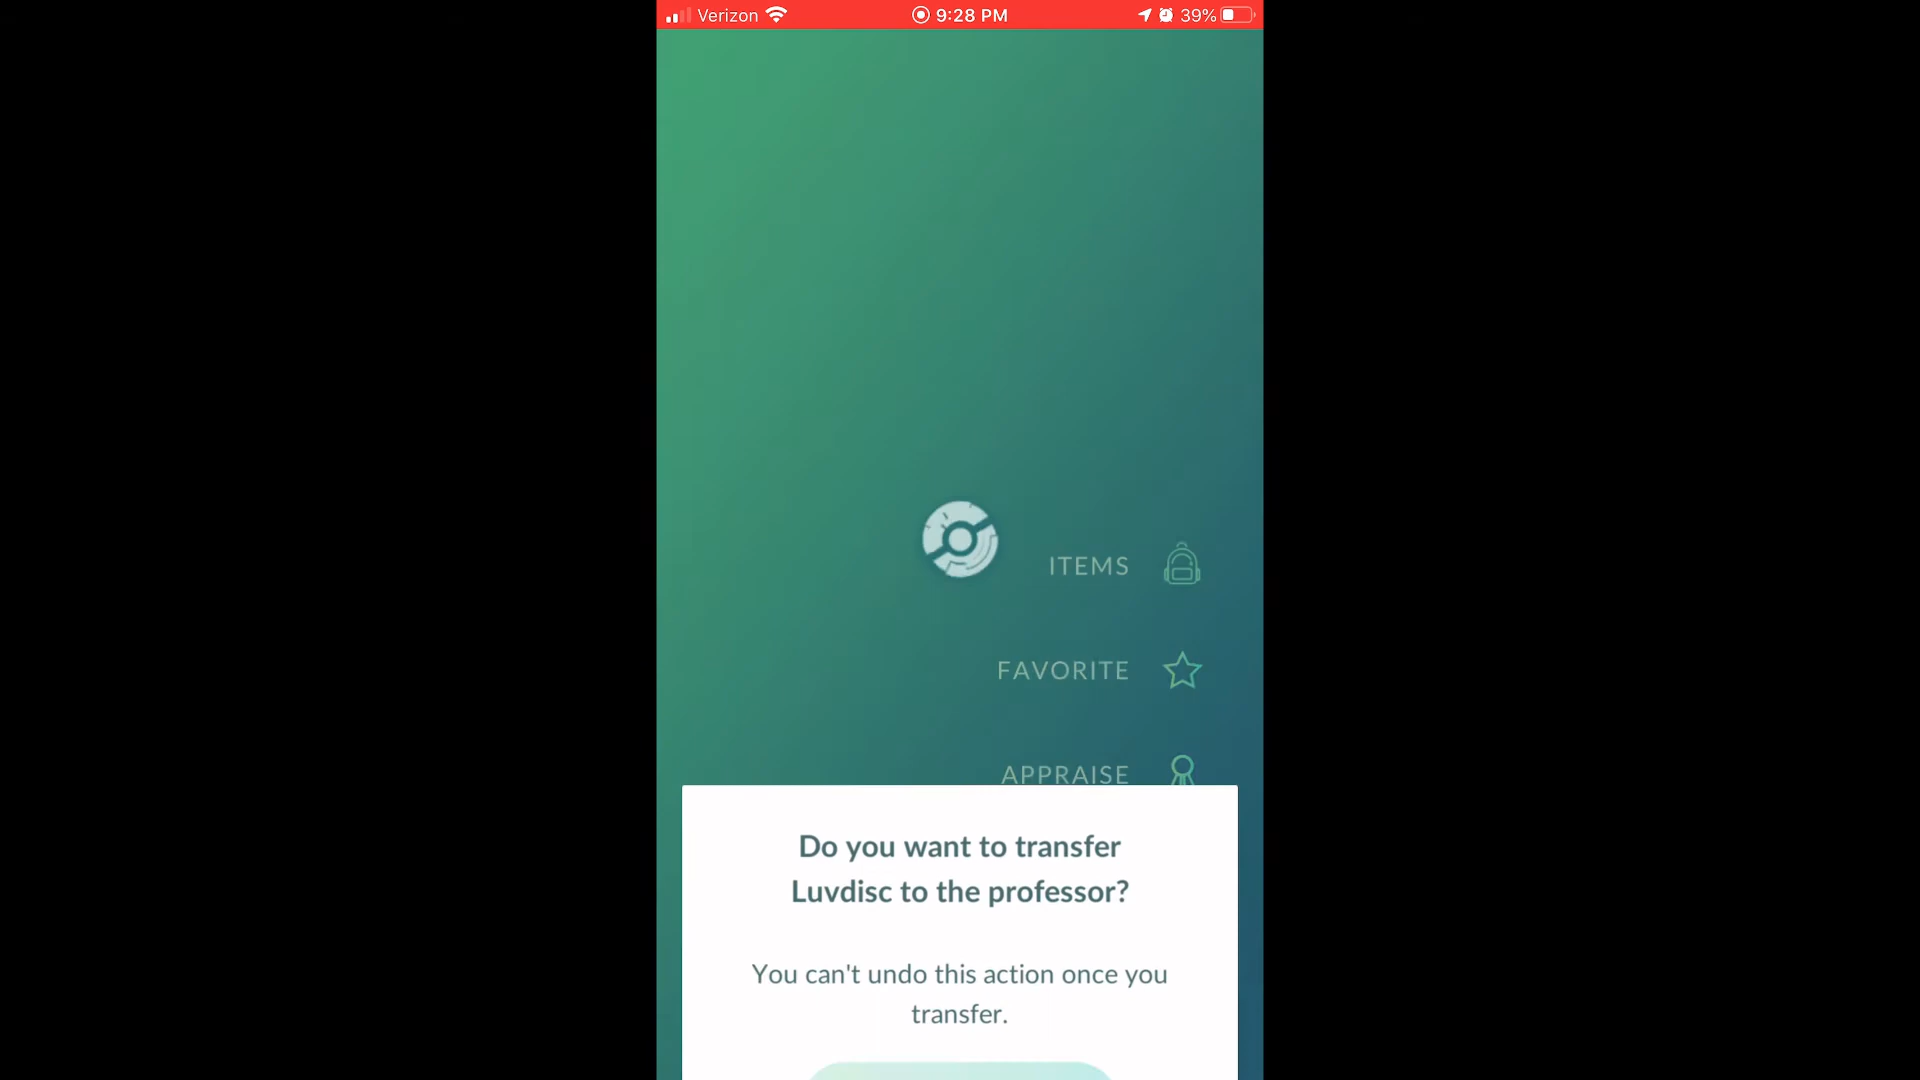 Verizon 9:28 PM 39%
ITEMS
FAVORITE
APPRAISE
Do you want to transfer
Luvdisc to the professor?
You can't undo this action once you
transfer.